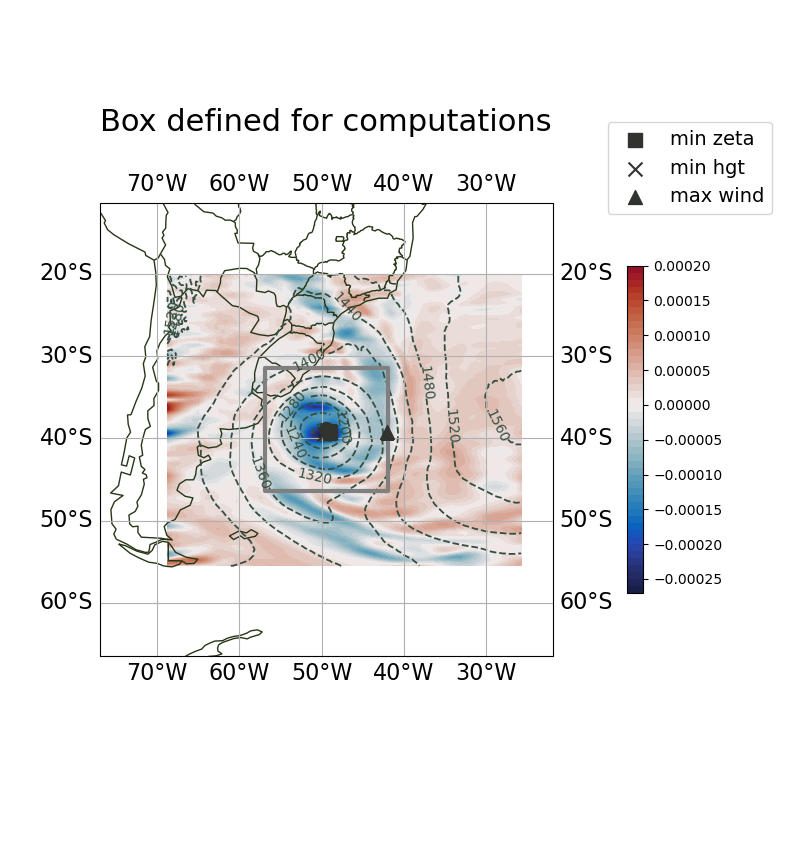 Box defined for computations
min zeta
min hgt
max wind
70°W 60°W 50°W 40°W 30°W
20°S 20°S
30°S 30°S
40°S 40°S
50°S 50°S
60°S 60°S
70°W 60°W 50°W 40°W 30°W
1440
1400
1480
1280
1520
1560
1240
1320
1360
0.00020
0.00015
0.00010
0.00005
0.00000
−0.00005
−0.00010
−0.00015
−0.00020
−0.00025